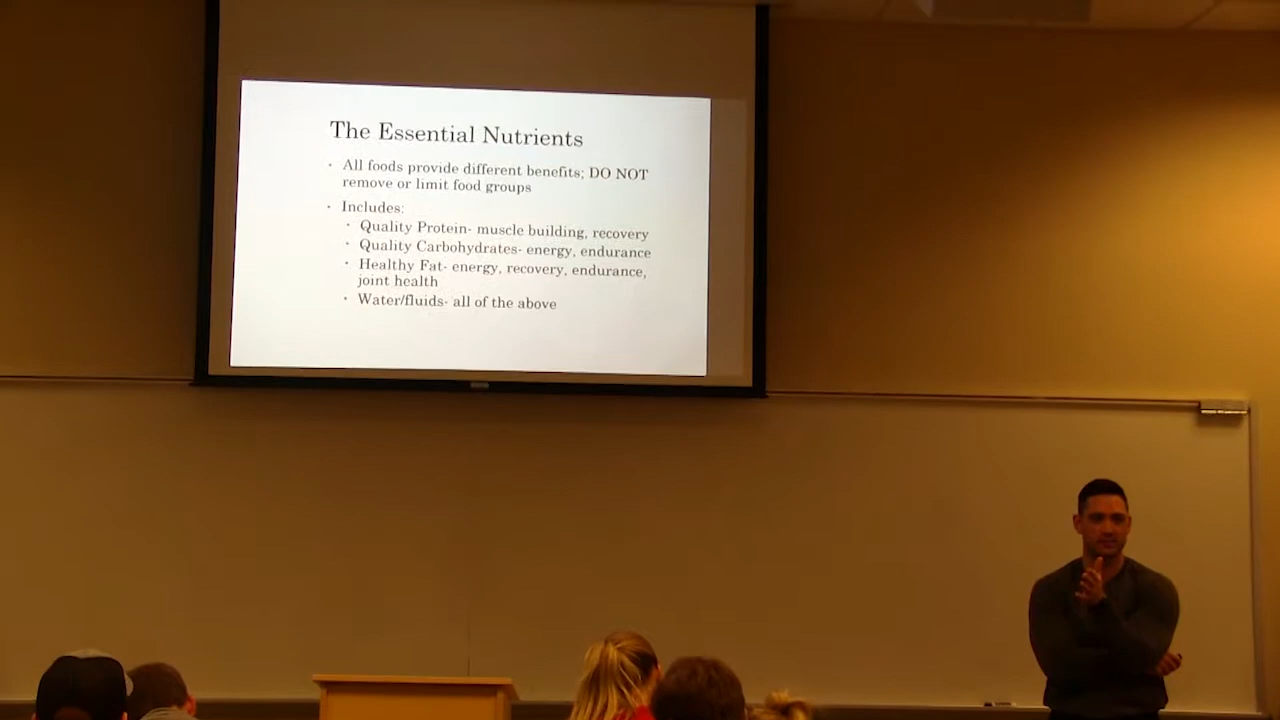 The Essential Nutrients
• All foods provide different benefits; DO NOT
remove or limit food groups
• Includes:
• Quality Protein- muscle building, recovery
• Quality Carbohydrates- energy, endurance
• Healthy Fat- energy, recovery, endurance,
joint health
• Water/fluids- all of the above